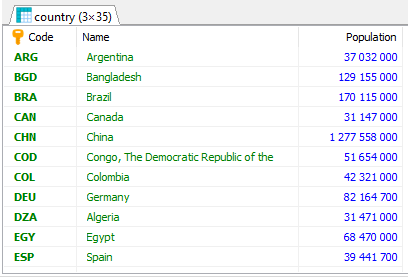 country (3×35)
Code Name Population
ARG Argentina 37 032 000
BGD Bangladesh 129 155 000
BRA Brazil 170 115 000
CAN Canada 31 147 000
CHN China 1 277 558 000
COD Congo, The Democratic Republic of the 51 654 000
COL Colombia 42 321 000
DEU Germany 82 164 700
DZA Algeria 31 471 000
EGY Egypt 68 470 000
ESP Spain 39 441 700